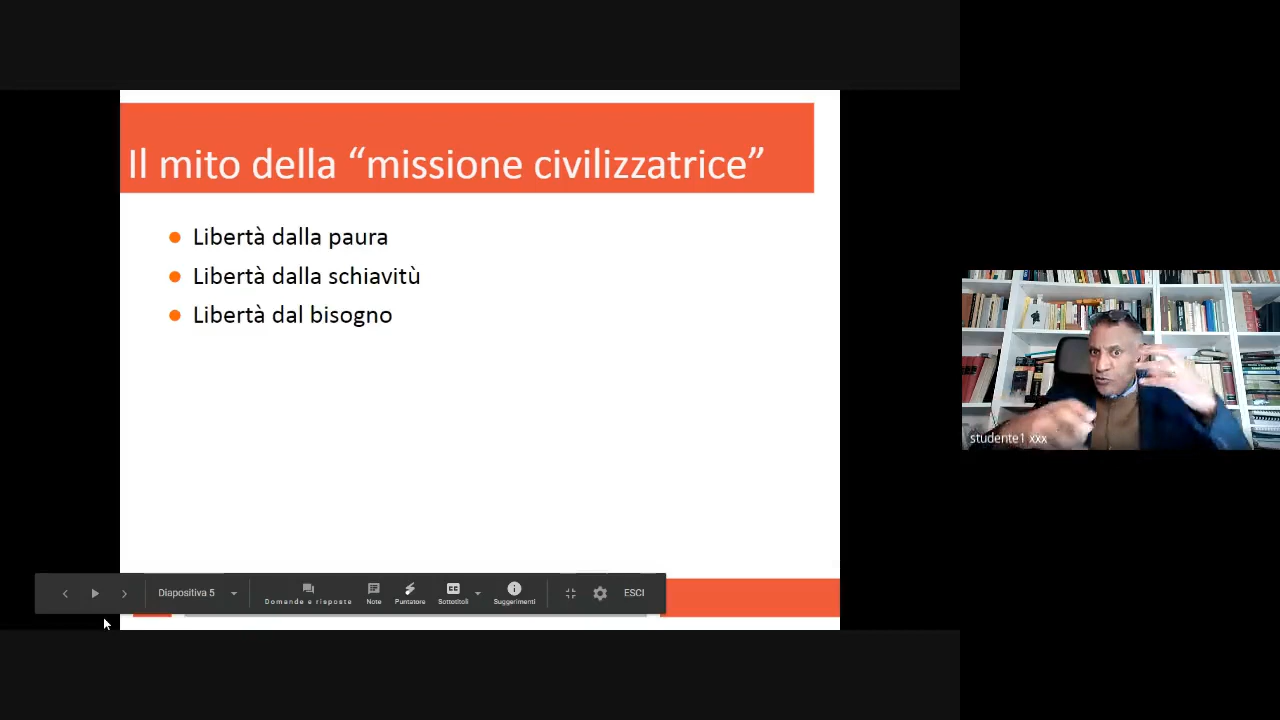 Il mito della “missione civilizzatrice”
Libertà dalla paura
Libertà dalla schiavitù
Libertà dal bisogno
studente1 xxx
Diapositiva 5
Domande e risposte
Note
Puntatore
Sottotitoli
Suggerimenti
ESCI